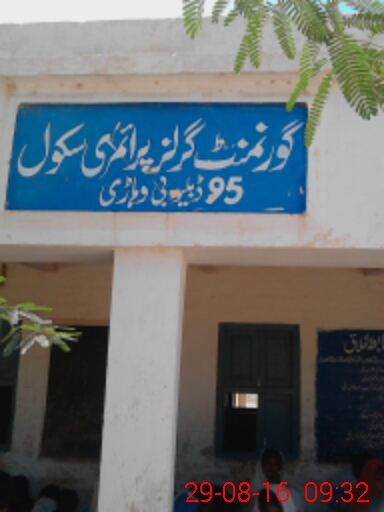 گورنمنٹ گرلز پرائمری سکول
95 ڈبلیو بی وہاڑی
29-08-16 09:32